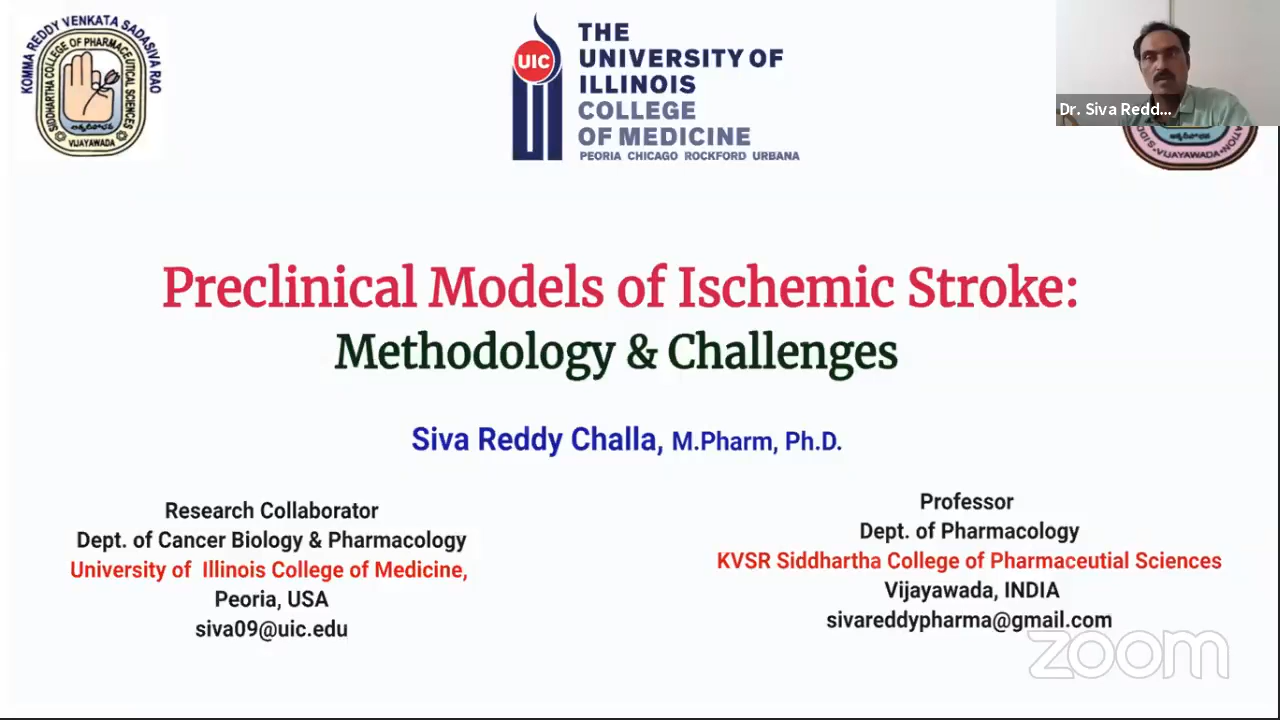 KOMMA REDDY VENKATA SADASIVA RAO
SIDDHARTHA COLLEGE OF PHARMACEUTICAL SCIENCES
VIJAYAWADA
UIC
THE
UNIVERSITY OF
ILLINOIS
COLLEGE
OF MEDICINE
PEORIA CHICAGO ROCKFORD URBANA
Dr. Siva Redd...
VIJAYAWADA
Preclinical Models of Ischemic Stroke:
Methodology & Challenges
Siva Reddy Challa, M.Pharm, Ph.D.
Research Collaborator
Dept. of Cancer Biology & Pharmacology
University of Illinois College of Medicine,
Peoria, USA
siva09@uic.edu
Professor
Dept. of Pharmacology
KVSR Siddhartha College of Pharmaceutial Sciences
Vijayawada, INDIA
sivareddypharma@gmail.com
zoom